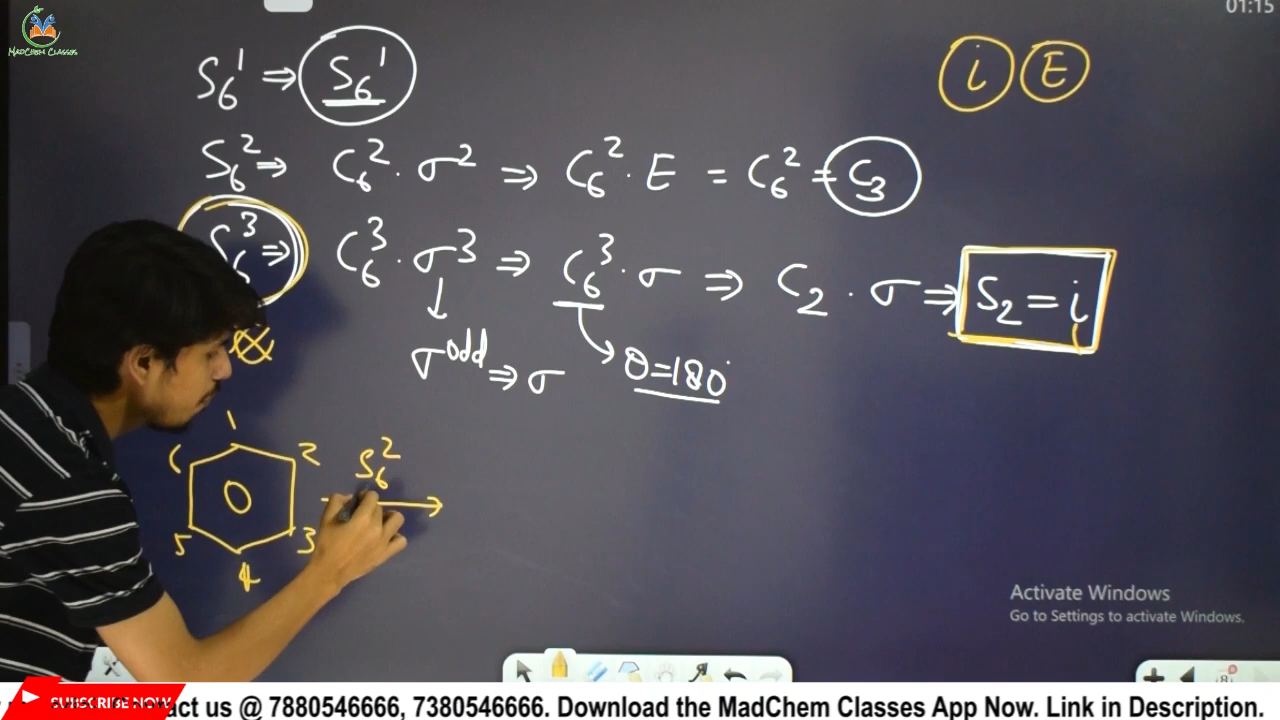 01:15
MADCHEM CLASSES
S₆¹ ⇒ S₆¹
i E
S₆² ⇒ C₆² · σ² ⇒ C₆² · E = C₆² = C₃
S₆³ ⇒ C₆³ · σ³ ⇒ C₆³ · σ ⇒ C₂ · σ ⇒ S₂ = i
σ^odd ⇒ σ
θ=180°
1
6 2
S₆²
5 3
4
Activate Windows
Go to Settings to activate Windows.
SUBSCRIBE NOW
act us @ 7880546666, 7380546666. Download the MadChem Classes App Now. Link in Description.